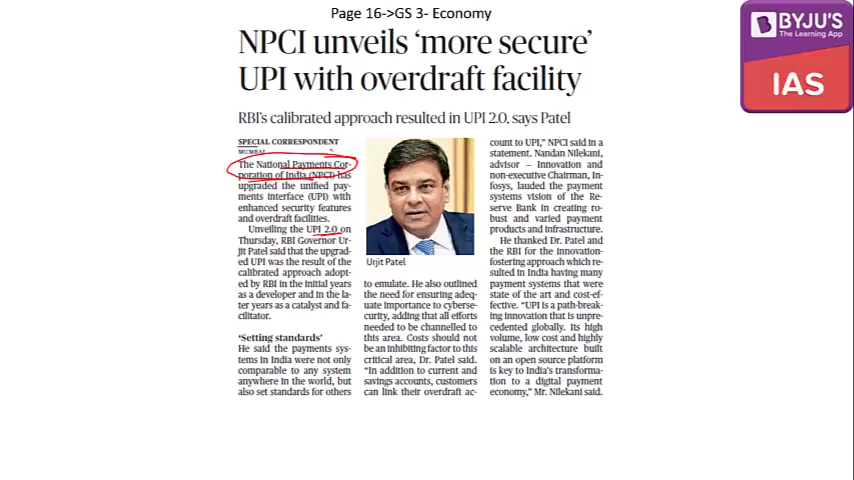 Page 16->GS 3- Economy
BYJU'S
The Learning App
IAS
NPCI unveils ‘more secure’
UPI with overdraft facility
RBI's calibrated approach resulted in UPI 2.0, says Patel
SPECIAL CORRESPONDENT
MUMBAI
The National Payments Cor-
poration of India (NPCI) has
upgraded the unified pay-
ments interface (UPI) with
enhanced security features
and overdraft facilities.
Unveiling the UPI 2.0 on
Thursday, RBI Governor Ur-
jit Patel said that the upgrad-
ed UPI was the result of the
calibrated approach adopt-
ed by RBI in the initial years
as a developer and in the la-
ter years as a catalyst and fa-
cilitator.
‘Setting standards’
He said the payments sys-
tems in India were not only
comparable to any system
anywhere in the world, but
also set standards for others
Urjit Patel
to emulate. He also outlined
the need for ensuring adeq-
uate importance to cyberse-
curity, adding that all efforts
needed to be channelled to
this area. Costs should not
be an inhibiting factor to this
critical area, Dr. Patel said.
“In addition to current and
savings accounts, customers
can link their overdraft ac-
count to UPI,” NPCI said in a
statement. Nandan Nilekani,
advisor – Innovation and
non-executive Chairman, In-
fosys, lauded the payment
systems vision of the Re-
serve Bank in creating ro-
bust and varied payment
products and infrastructure.
He thanked Dr. Patel and
the RBI for the innovation-
fostering approach which re-
sulted in India having many
payment systems that were
state of the art and cost-ef-
fective. “UPI is a path-break-
ing innovation that is unpre-
cedented globally. Its high
volume, low cost and highly
scalable architecture built
on an open source platform
is key to India's transforma-
tion to a digital payment
economy,” Mr. Nilekani said.